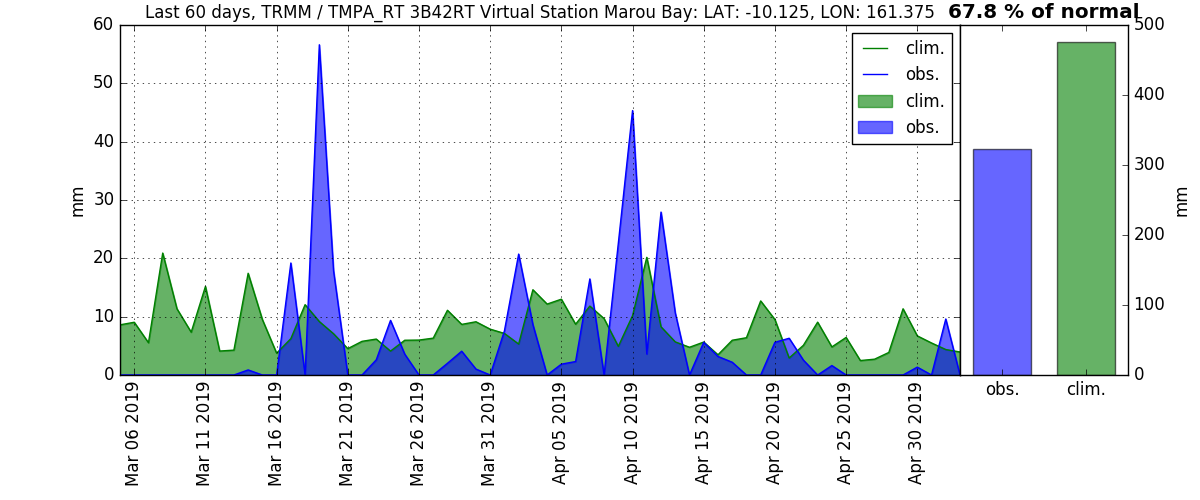 Last 60 days, TRMM / TMPA_RT 3B42RT Virtual Station Marou Bay: LAT: -10.125, LON: 161.375
67.8 % of normal
60
50
40
30
20
10
0
mm
clim.
obs.
clim.
obs.
500
400
300
200
100
0
mm
obs.
clim.
Mar 06 2019
Mar 11 2019
Mar 16 2019
Mar 21 2019
Mar 26 2019
Mar 31 2019
Apr 05 2019
Apr 10 2019
Apr 15 2019
Apr 20 2019
Apr 25 2019
Apr 30 2019